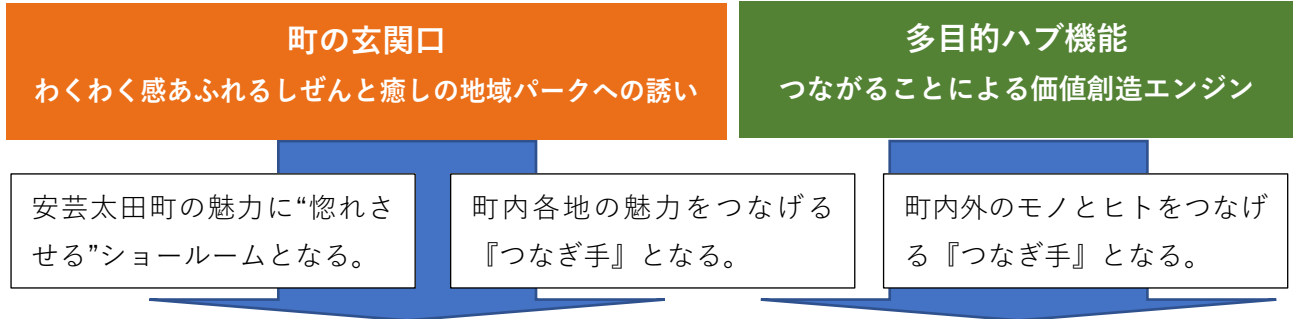 町の玄関口
わくわく感あふれるしぜんと癒しの地域パークへの誘い
多目的ハブ機能
つながることによる価値創造エンジン
安芸太田町の魅力に“惚れさ
せる”ショールームとなる。
町内各地の魅力をつなげる
『つなぎ手』となる。
町内外のモノとヒトをつなげ
る『つなぎ手』となる。